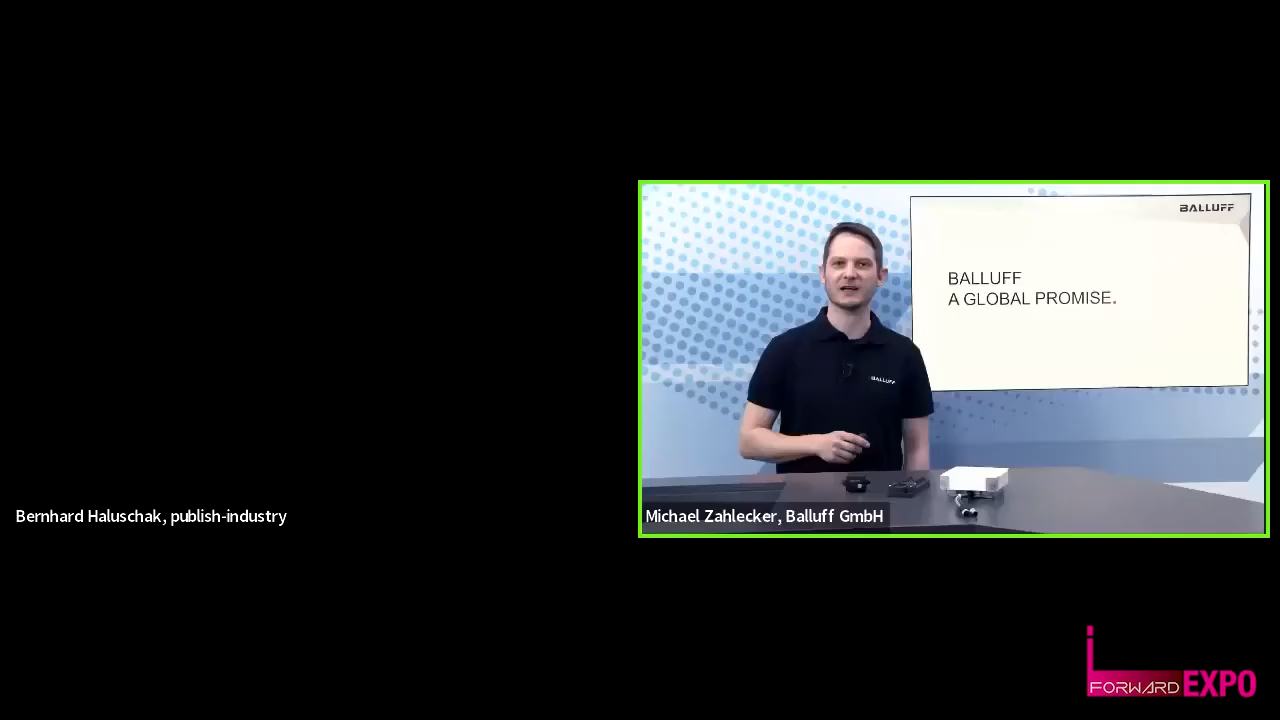 BALLUFF
BALLUFF
A GLOBAL PROMISE.
BALLUFF
Bernhard Haluschak, publish-industry
Michael Zahlecker, Balluff GmbH
FORWARD EXPO